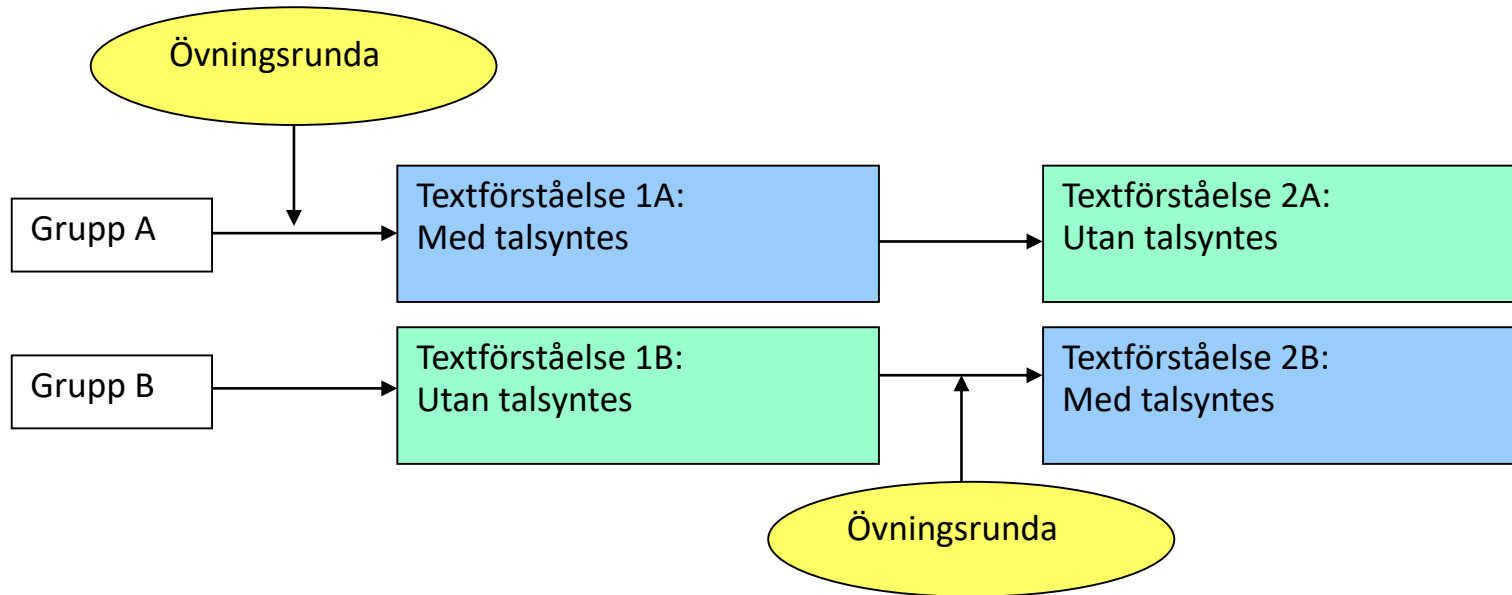 Övningsrunda
Grupp A
Textförståelse 1A:
Med talsyntes
Textförståelse 2A:
Utan talsyntes
Grupp B
Textförståelse 1B:
Utan talsyntes
Textförståelse 2B:
Med talsyntes
Övningsrunda